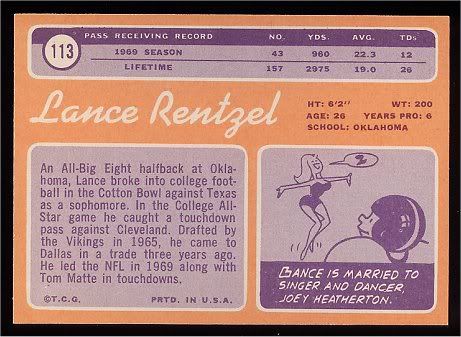 113
PASS RECEIVING RECORD NO. YDS. AVG. TDs
1969 SEASON 43 960 22.3 12
LIFETIME 157 2975 19.0 26
Lance Rentzel
HT: 6'2" WT: 200
AGE: 26 YEARS PRO: 6
SCHOOL: OKLAHOMA
An All-Big Eight halfback at Okla-
homa, Lance broke into college foot-
ball in the Cotton Bowl against Texas
as a sophomore. In the College All-
Star game he caught a touchdown
pass against Cleveland. Drafted by
the Vikings in 1965, he came to
Dallas in a trade three years ago.
He led the NFL in 1969 along with
Tom Matte in touchdowns.
©T.C.G. PRTD. IN U.S.A.
LANCE IS MARRIED TO
SINGER AND DANCER,
JOEY HEATHERTON.